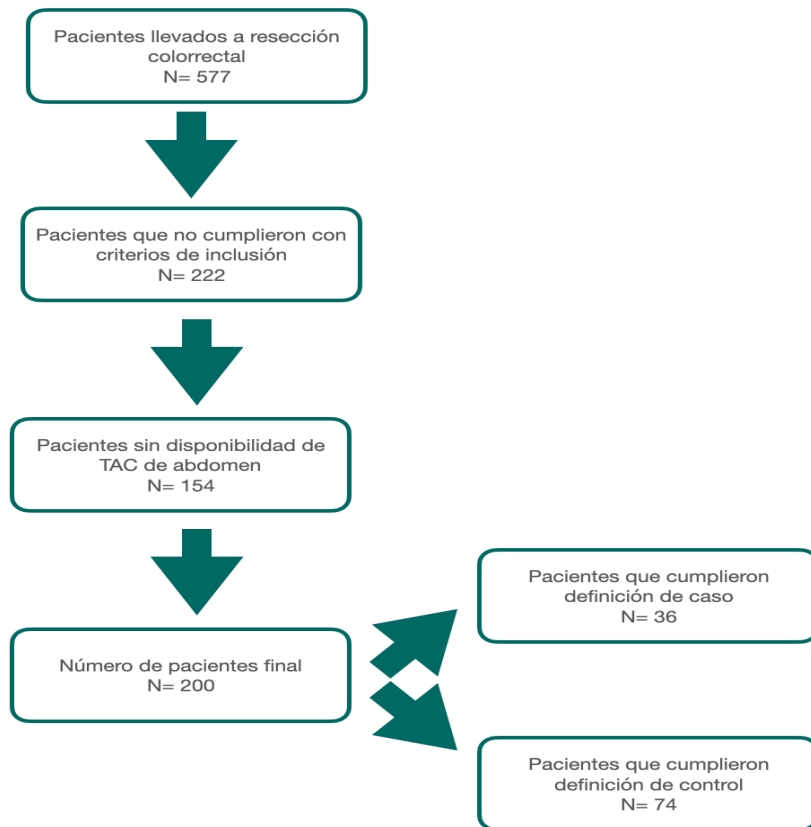 Pacientes llevados a resección
colorrectal
N= 577
Pacientes que no cumplieron con
criterios de inclusión
N= 222
Pacientes sin disponibilidad de
TAC de abdomen
N= 154
Número de pacientes final
N= 200
Pacientes que cumplieron
definición de caso
N= 36
Pacientes que cumplieron
definición de control
N= 74